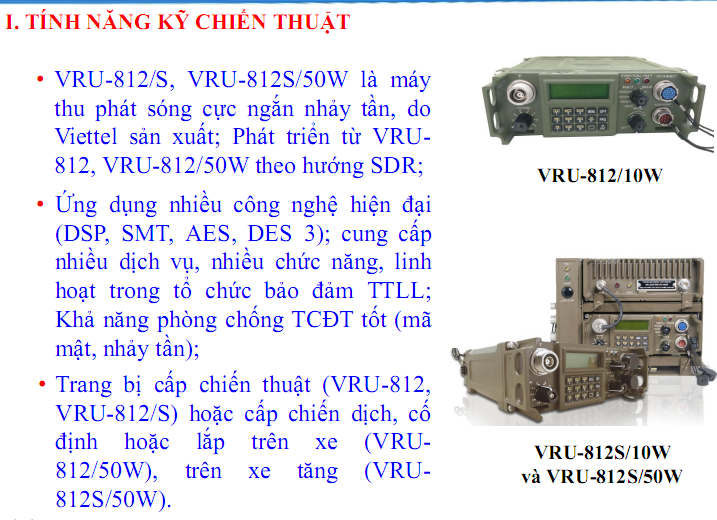 I. TÍNH NĂNG KỸ CHIẾN THUẬT
• VRU-812/S, VRU-812S/50W là máy
thu phát sóng cực ngắn nhảy tần, do
Viettel sản xuất; Phát triển từ VRU-
812, VRU-812/50W theo hướng SDR;
• Ứng dụng nhiều công nghệ hiện đại
(DSP, SMT, AES, DES 3); cung cấp
nhiều dịch vụ, nhiều chức năng, linh
hoạt trong tổ chức bảo đảm TTLL;
Khả năng phòng chống TCĐT tốt (mã
mật, nhảy tần);
• Trang bị cấp chiến thuật (VRU-812,
VRU-812/S) hoặc cấp chiến dịch, cố
định hoặc lắp trên xe (VRU-
812/50W), trên xe tăng (VRU-
812S/50W).
VRU-812/10W
VRU-812S/10W
và VRU-812S/50W